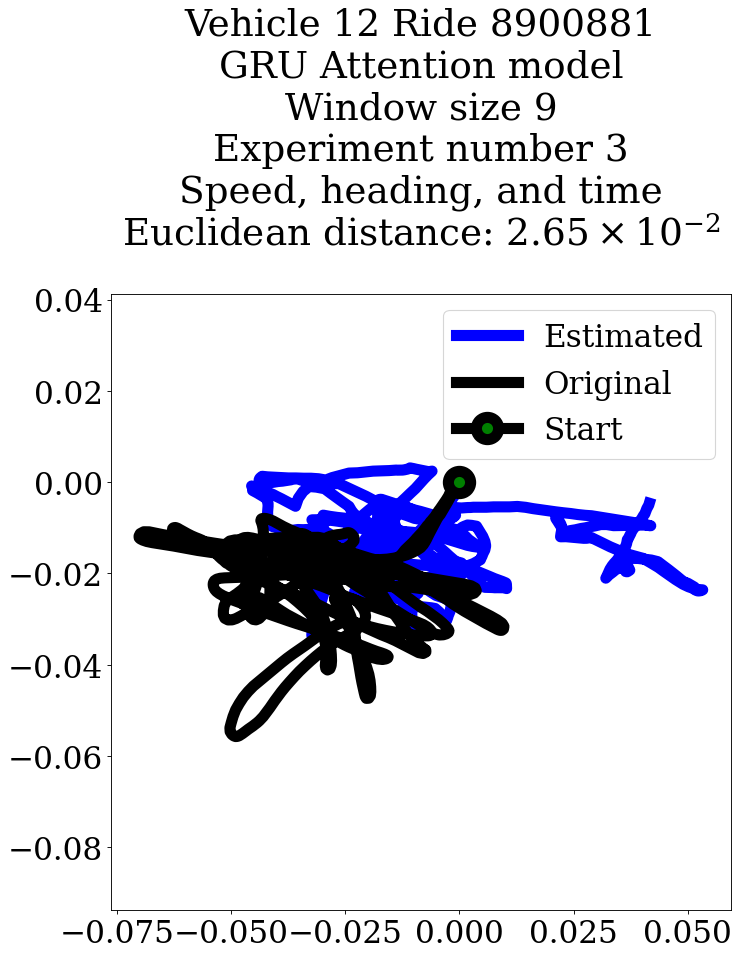 Vehicle 12 Ride 8900881
GRU Attention model
Window size 9
Experiment number 3
Speed, heading, and time
Euclidean distance: 2.65 × 10⁻²
0.04
Estimated
0.02
Original
Start
0.00
−0.02
−0.04
−0.06
−0.08
−0.075 −0.050 −0.025 0.000 0.025 0.050